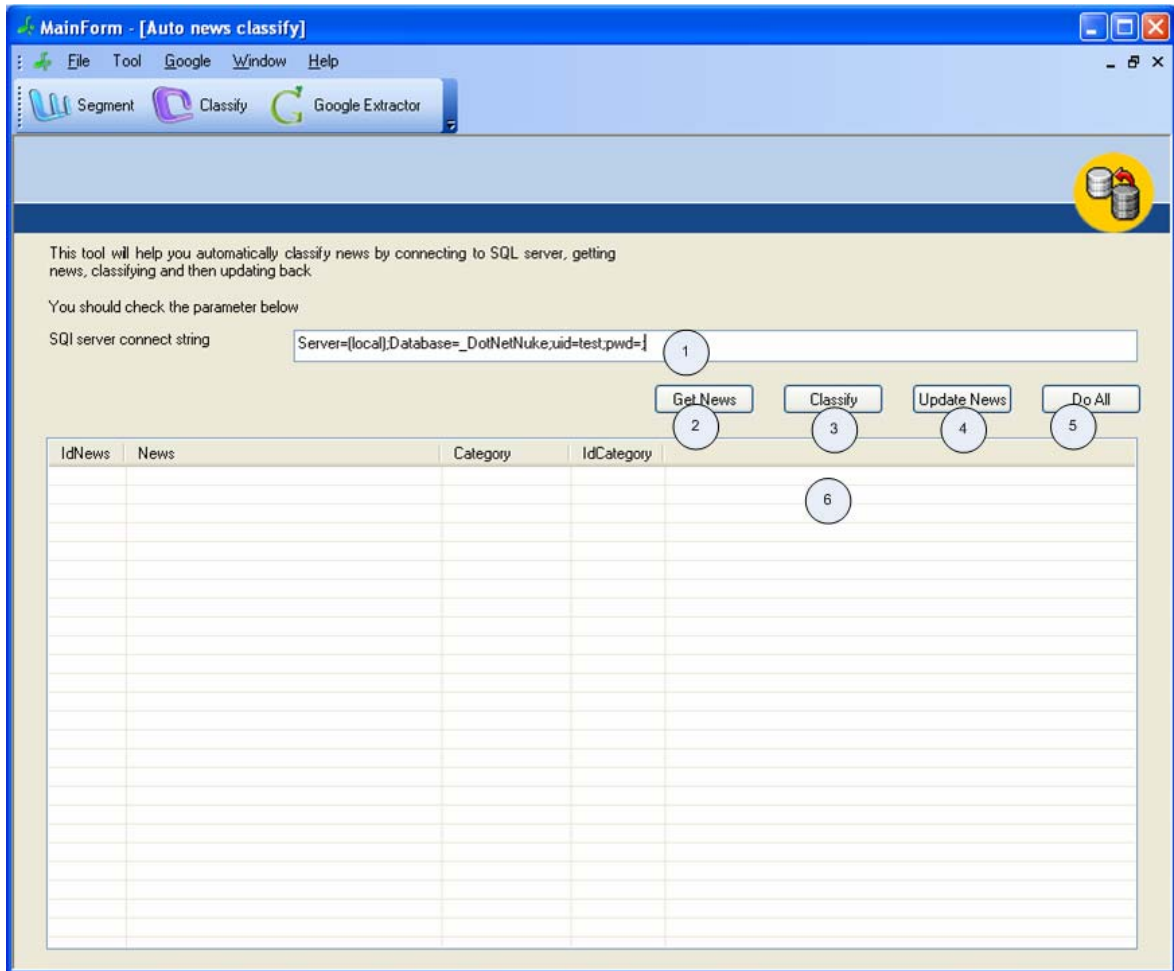 MainForm - [Auto news classify]
File Tool Google Window Help
Segment Classify Google Extractor
This tool will help you automatically classify news by connecting to SQL server, getting
news, classifying and then updating back
You should check the parameter below
SQl server connect string
Server=(local);Database=_DotNetNuke;uid=test;pwd=;
1
Get News Classify Update News Do All
2 3 4 5
IdNews News Category IdCategory
6